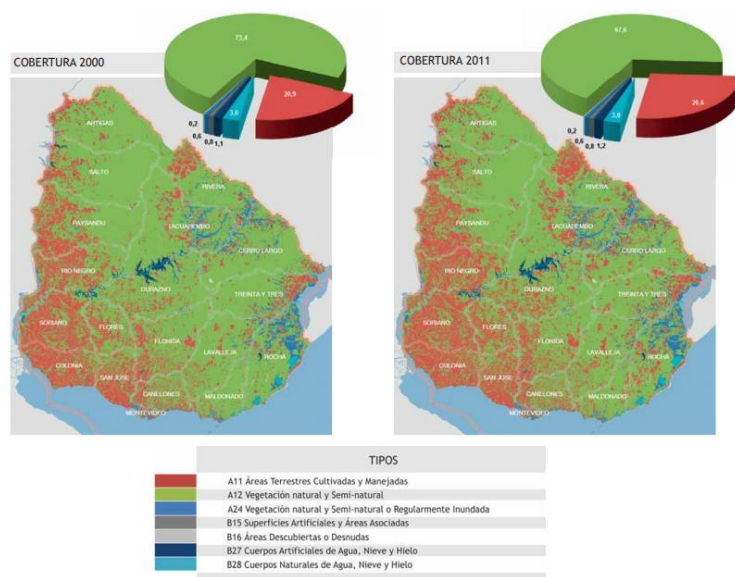 COBERTURA 2000
73,4
20,9
3,0
1,1
0,8
0,6
0,2
ARTIGAS
SALTO
RIVERA
PAYSANDU
TACUAREMBO
CERRO LARGO
RIO NEGRO
DURAZNO
TREINTA Y TRES
SORIANO
FLORES
FLORIDA
LAVALLEJA
ROCHA
COLONIA
SAN JOSE
CANELONES
MALDONADO
MONTEVIDEO
COBERTURA 2011
67,6
26,6
3,0
1,2
0,8
0,6
0,2
ARTIGAS
SALTO
RIVERA
PAYSANDU
TACUAREMBO
CERRO LARGO
RIO NEGRO
DURAZNO
TREINTA Y TRES
SORIANO
FLORES
FLORIDA
LAVALLEJA
ROCHA
COLONIA
SAN JOSE
CANELONES
MALDONADO
MONTEVIDEO
TIPOS
A11 Áreas Terrestres Cultivadas y Manejadas
A12 Vegetación natural y Semi-natural
A24 Vegetación natural y Semi-natural o Regularmente Inundada
B15 Superficies Artificiales y Áreas Asociadas
B16 Áreas Descubiertas o Desnudas
B27 Cuerpos Artificiales de Agua, Nieve y Hielo
B28 Cuerpos Naturales de Agua, Nieve y Hielo